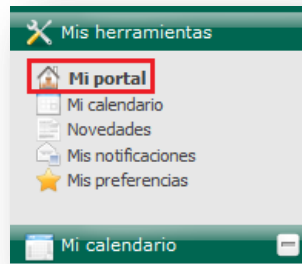 Mis herramientas
Mi portal
Mi calendario
Novedades
Mis notificaciones
Mis preferencias
Mi calendario